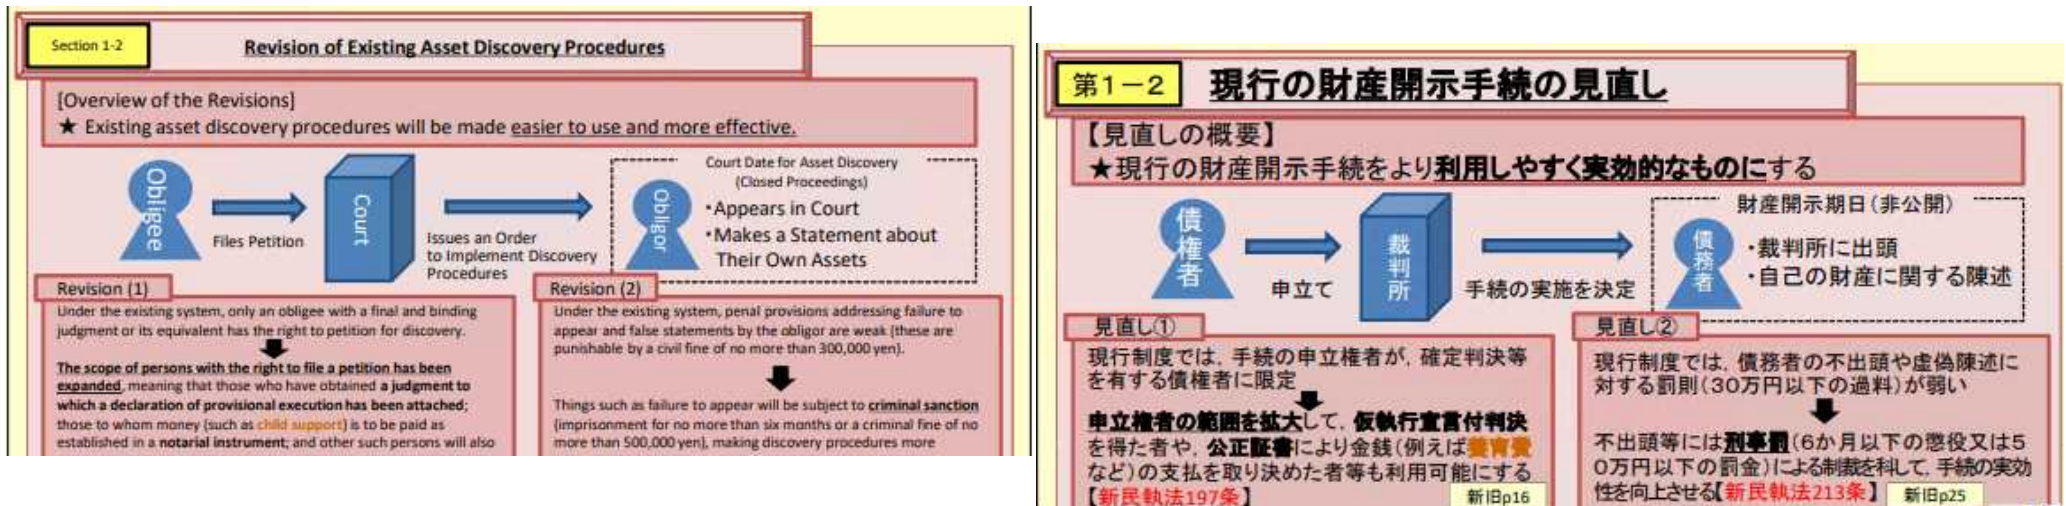 Section 1-2
Revision of Existing Asset Discovery Procedures
[Overview of the Revisions]
★ Existing asset discovery procedures will be made easier to use and more effective.
Obligee
Files Petition
Court
Issues an Order
to Implement Discovery
Procedures
Court Date for Asset Discovery
(Closed Proceedings)
Obligor
・Appears in Court
・Makes a Statement about
Their Own Assets
Revision (1)
Under the existing system, only an obligee with a final and binding
judgment or its equivalent has the right to petition for discovery.
The scope of persons with the right to file a petition has been
expanded, meaning that those who have obtained a judgment to
which a declaration of provisional execution has been attached;
those to whom money (such as child support) is to be paid as
established in a notarial instrument; and other such persons will also
Revision (2)
Under the existing system, penal provisions addressing failure to
appear and false statements by the obligor are weak (these are
punishable by a civil fine of no more than 300,000 yen).
Things such as failure to appear will be subject to criminal sanction
(imprisonment for no more than six months or a criminal fine of no
more than 500,000 yen), making discovery procedures more
第1－2
現行の財産開示手続の見直し
【見直しの概要】
★現行の財産開示手続をより利用しやすく実効的なものにする
債権者
申立て
裁判所
手続の実施を決定
財産開示期日（非公開）
債務者
・裁判所に出頭
・自己の財産に関する陳述
見直し①
現行制度では，手続の申立権者が，確定判決等
を有する債権者に限定
申立権者の範囲を拡大して，仮執行宣言付判決
を得た者や，公正証書により金銭（例えば養育費
など）の支払を取り決めた者等も利用可能にする
【新民執法197条】
新旧p16
見直し②
現行制度では，債務者の不出頭や虚偽陳述に
対する罰則（30万円以下の過料）が弱い
不出頭等には刑事罰（6か月以下の懲役又は5
0万円以下の罰金）による制裁を科して，手続の実効
性を向上させる【新民執法213条】
新旧p25